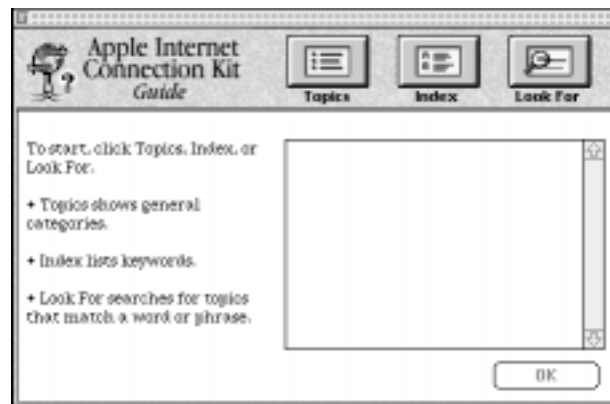 Apple Internet
Connection Kit
Guide
?
Topics
Index
Look For
To start, click Topics, Index, or
Look For.
• Topics shows general
categories.
• Index lists keywords.
• Look For searches for topics
that match a word or phrase.
OK